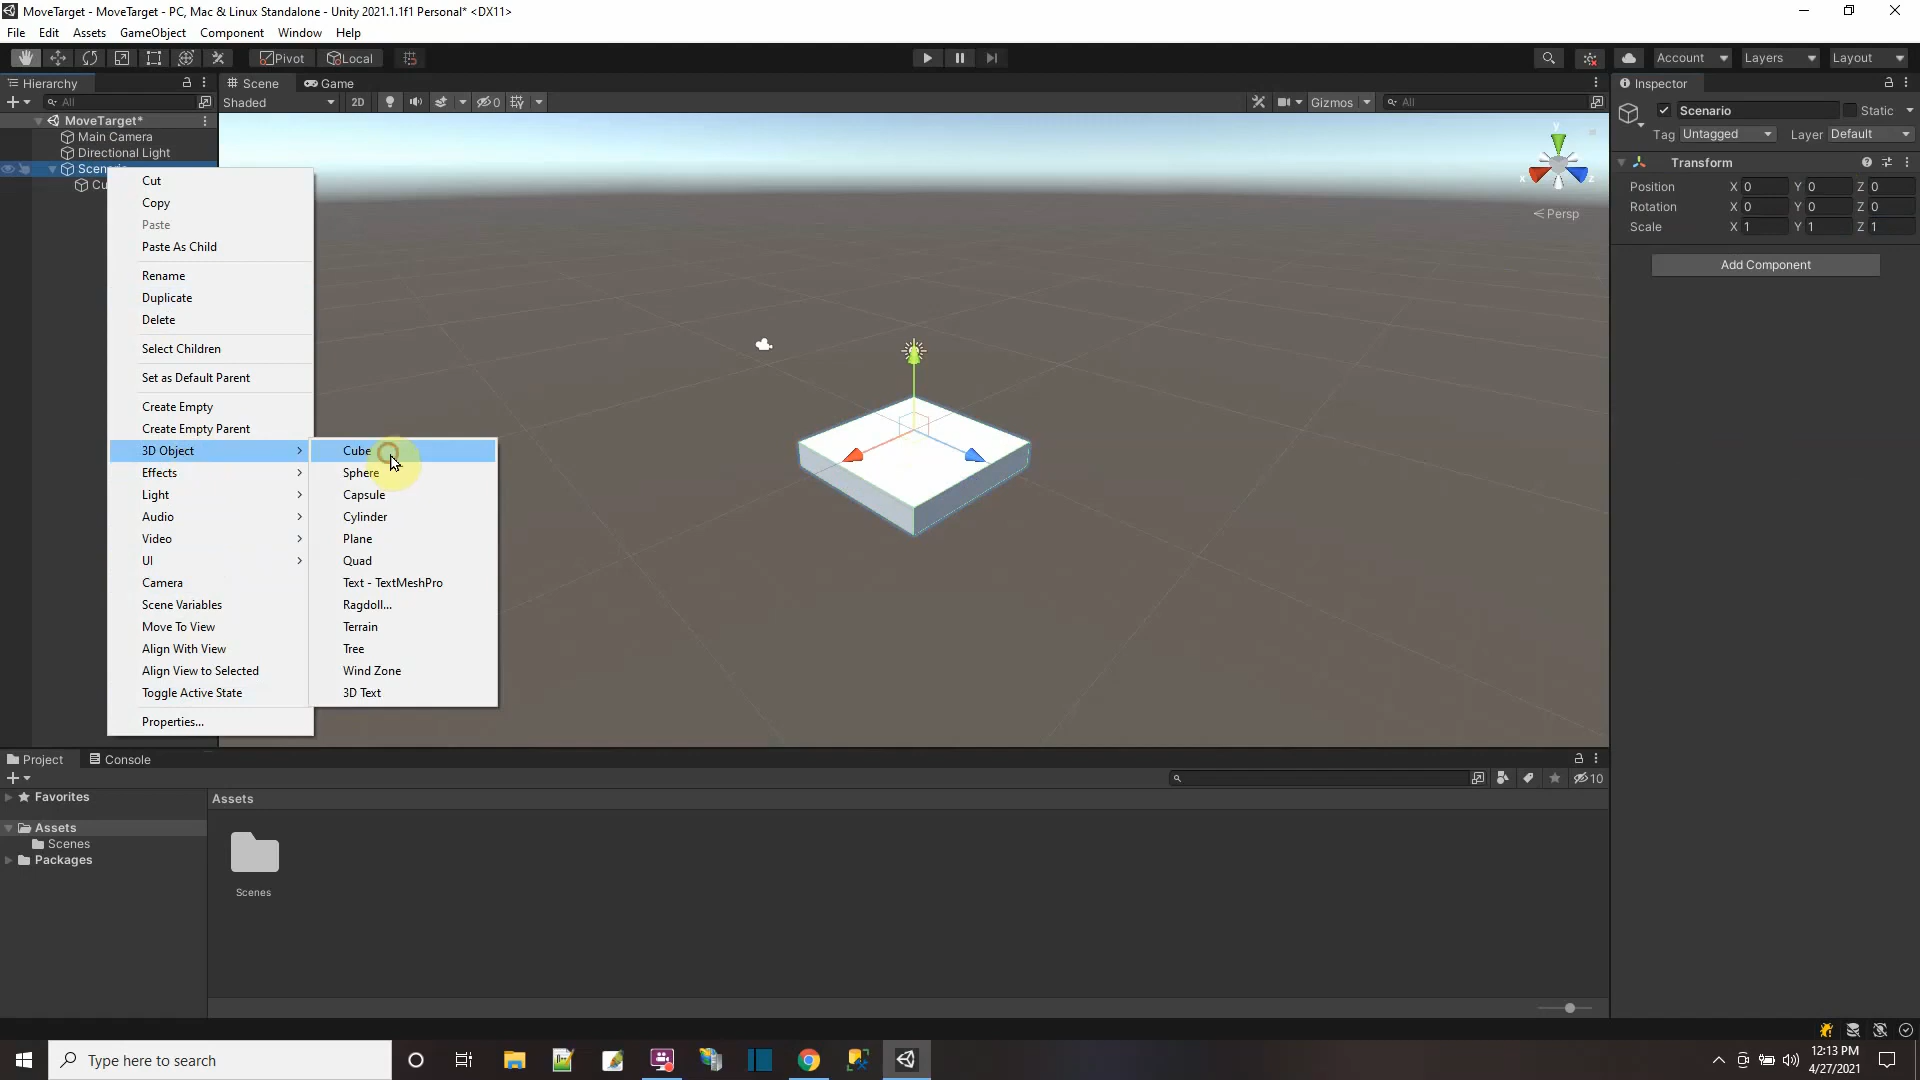 MoveTarget - MoveTarget - PC, Mac & Linux Standalone - Unity 2021.1.1f1 Personal* <DX11>
File Edit Assets GameObject Component Window Help
Pivot Local Account Layers Layout
Hierarchy Scene Game Inspector
All Shaded 2D 0 Gizmos All
Scenario Static
Tag Untagged Layer Default
MoveTarget*
Main Camera
Directional Light
Transform
Position X 0 Y 0 Z 0
Rotation X 0 Y 0 Z 0
Scale X 1 Y 1 Z 1
Add Component
y
x z
Persp
Cut
Copy
Paste
Paste As Child
Rename
Duplicate
Delete
Select Children
Set as Default Parent
Create Empty
Create Empty Parent
3D Object
Effects
Light
Audio
Video
UI
Camera
Scene Variables
Move To View
Align With View
Align View to Selected
Toggle Active State
Properties...
Cube
Sphere
Capsule
Cylinder
Plane
Quad
Text - TextMeshPro
Ragdoll...
Terrain
Tree
Wind Zone
3D Text
Project Console
10
Favorites
Assets
Scenes
Packages
Assets
Scenes
Type here to search
12:13 PM
4/27/2021